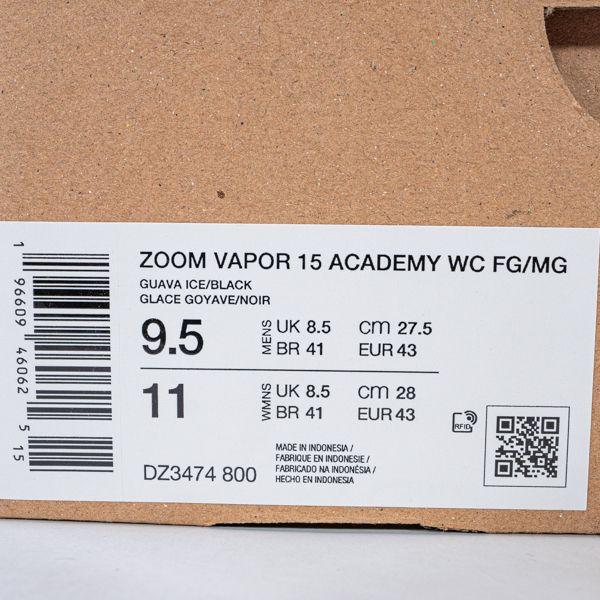 ZOOM VAPOR 15 ACADEMY WC FG/MG
GUAVA ICE/BLACK
GLACE GOYAVE/NOIR
9.5 MENS UK 8.5 cm 27.5
BR 41 EUR 43
11 WMNS UK 8.5 cm 28
BR 41 EUR 43
RFID
MADE IN INDONESIA/
FABRIQUE EN INDONESIE/
FABRICADO NA INDONÉSIA/
HECHO EN INDONESIA
DZ3474 800
1 96609 46062 5 15